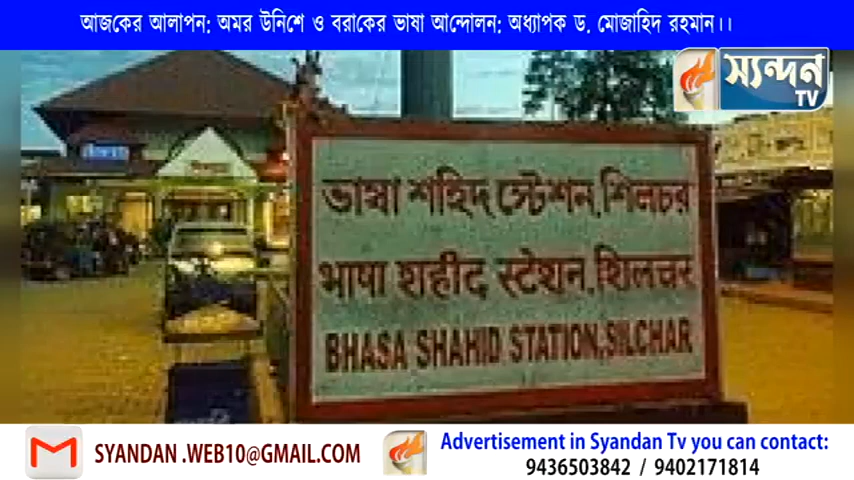 আজকের আলাপন: অমর উনিশে ও বরাকের ভাষা আন্দোলন: অধ্যাপক ড. মোজাহিদ রহমান।।
স্যন্দন
TV
ভাষা শহিদ স্টেশন, শিলচর
भाषा शहीद स्टेशन, शिलचर
BHASA SHAHID STATION, SILCHAR
SYANDAN .WEB10@GMAIL.COM
Advertisement in Syandan Tv you can contact:
9436503842 / 9402171814